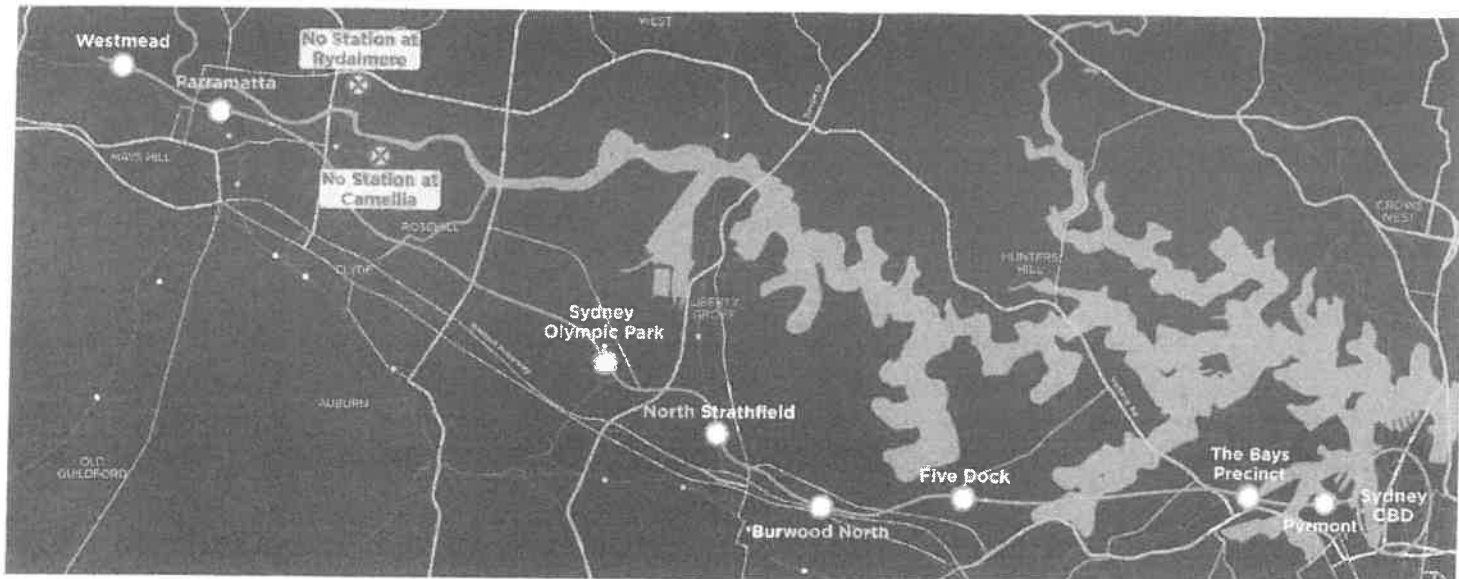 WEST
Westmead
No Station at
Rydalmere
Parramatta
MAYS HILL
No Station at
Camellia
ROSEHILL
CROWS
NEST
HUNTERS
HILL
CLYDE
LIBERTY
GROVE
Sydney
Olympic Park
AUBURN
North Strathfield
OLD
GUILDFORD
Five Dock
The Bays
Precinct
Sydney
CBD
Pyrmont
Burwood North